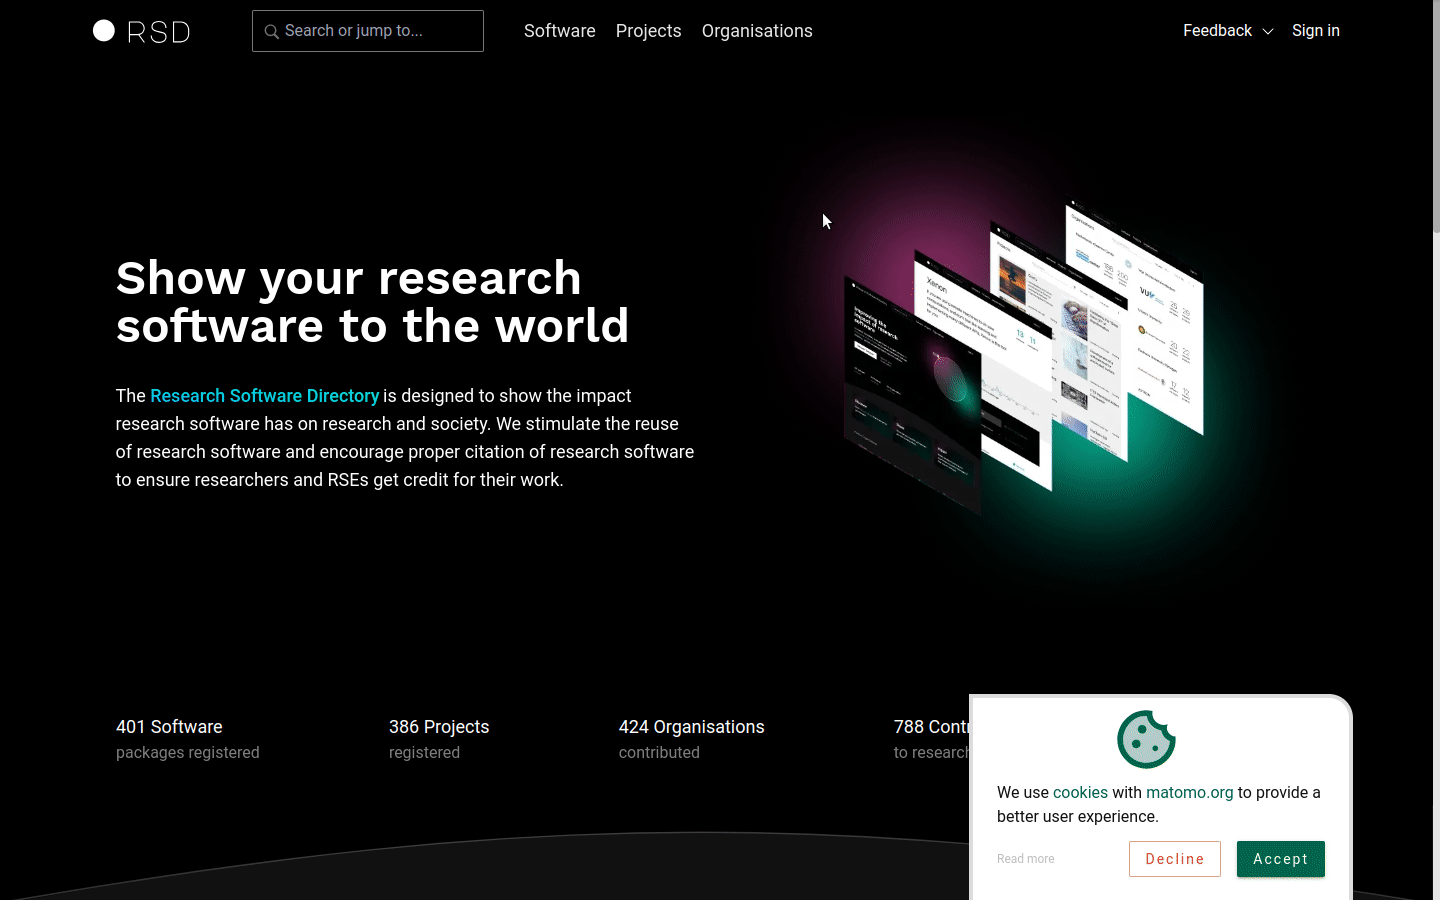 RSD
Search or jump to...
Software
Projects
Organisations
Feedback
Sign in
Show your research
software to the world
The Research Software Directory is designed to show the impact
research software has on research and society. We stimulate the reuse
of research software and encourage proper citation of research software
to ensure researchers and RSEs get credit for their work.
Xenon
401 Software
packages registered
386 Projects
registered
424 Organisations
contributed
788 Contr
to research
We use cookies with matomo.org to provide a
better user experience.
Read more
Decline
Accept